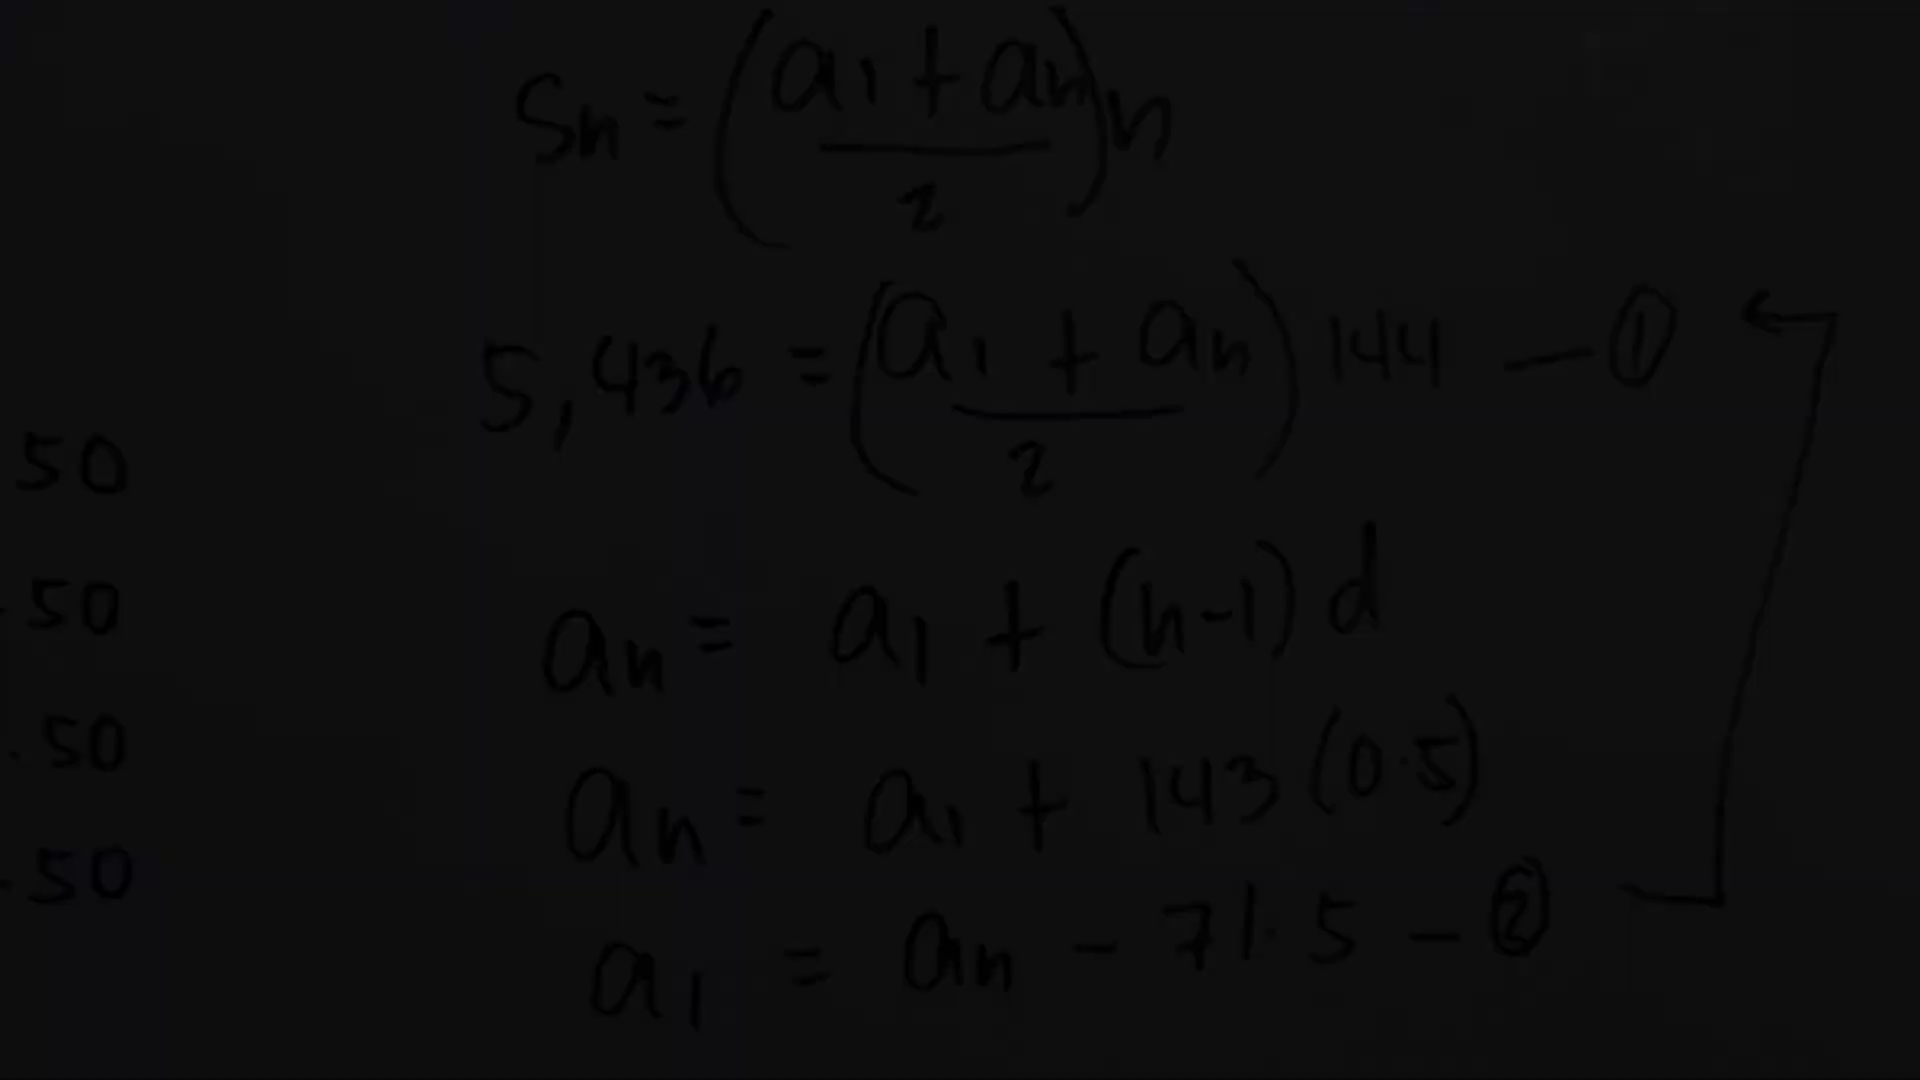 Sn = (a1 + an / 2) n
5,436 = (a1 + an / 2) 144 — ①
50
an = a1 + (n-1) d
.50
an = a1 + 143 (0.5)
.50
.50
a1 = an - 71.5 — ②